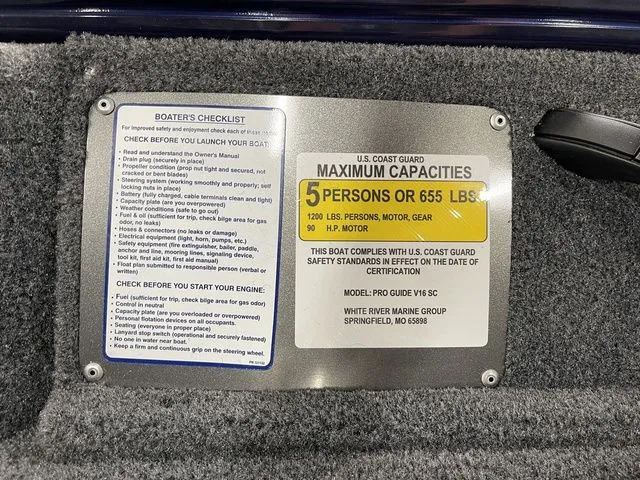 BOATER'S CHECKLIST
For improved safety and enjoyment check each of these
CHECK BEFORE YOU LAUNCH YOUR BOAT:
• Read and understand the Owner's Manual
• Drain plug (securely in place)
• Propeller condition (prop nut tight and secured, not
cracked or bent blades)
• Steering system (working smoothly and properly; self
locking nuts in place)
• Battery (fully charged, cable terminals clean and tight)
• Capacity plate (are you overpowered)
• Weather conditions (safe to go out)
• Fuel & oil (sufficient for trip, check bilge area for gas
odor, no leaks)
• Hoses & connectors (no leaks or damage)
• Electrical equipment (light, horn, pumps, etc.)
• Safety equipment (fire extinguisher, bailer, paddle,
anchor and line, mooring lines, signaling device,
tool kit, first aid kit, first aid manual)
• Float plan submitted to responsible person (verbal or
written)
CHECK BEFORE YOU START YOUR ENGINE:
• Fuel (sufficient for trip, check bilge area for gas odor)
• Control in neutral
• Capacity plate (are you overloaded or overpowered)
• Personal flotation devices on all occupants.
• Seating (everyone in proper place)
• Lanyard stop switch (operational and securely fastened)
• No one in water near boat.
• Keep a firm and continuous grip on the steering wheel.
U.S. COAST GUARD
MAXIMUM CAPACITIES
5 PERSONS OR 655 LBS.
1200 LBS. PERSONS, MOTOR, GEAR
90 H.P. MOTOR
THIS BOAT COMPLIES WITH U.S. COAST GUARD
SAFETY STANDARDS IN EFFECT ON THE DATE OF
CERTIFICATION
MODEL: PRO GUIDE V16 SC
WHITE RIVER MARINE GROUP
SPRINGFIELD, MO 65898